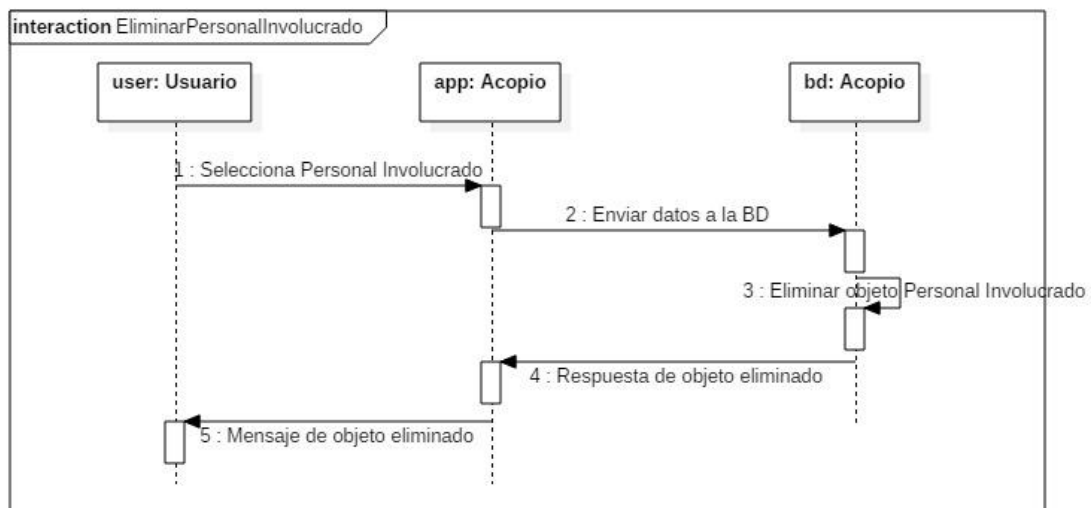 interaction EliminarPersonalInvolucrado
user: Usuario
app: Acopio
bd: Acopio
1 : Selecciona Personal Involucrado
2 : Enviar datos a la BD
3 : Eliminar objeto Personal Involucrado
4 : Respuesta de objeto eliminado
5 : Mensaje de objeto eliminado